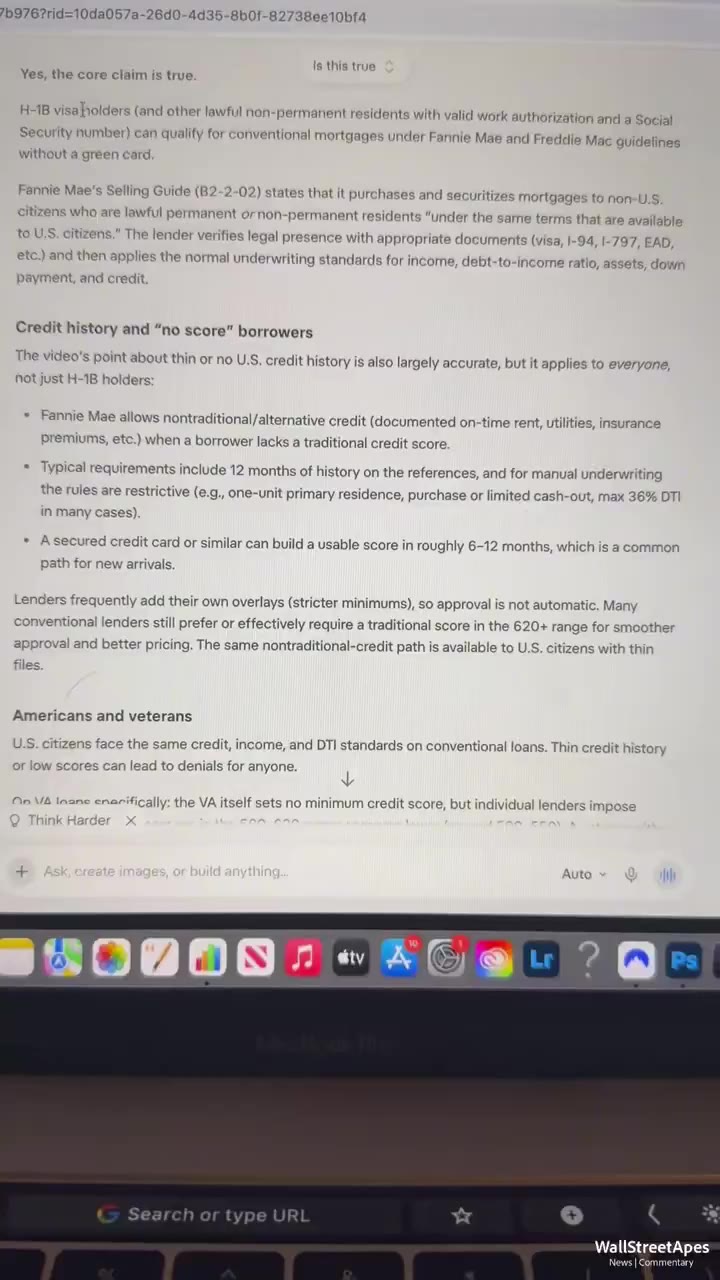 7b976?rid=10da057a-26d0-4d35-8b0f-82738ee10bf4
Is this true
Yes, the core claim is true.
H-1B visa holders (and other lawful non-permanent residents with valid work authorization and a Social
Security number) can qualify for conventional mortgages under Fannie Mae and Freddie Mac guidelines
without a green card.
Fannie Mae's Selling Guide (B2-2-02) states that it purchases and securitizes mortgages to non-U.S.
citizens who are lawful permanent or non-permanent residents "under the same terms that are available
to U.S. citizens." The lender verifies legal presence with appropriate documents (visa, I-94, I-797, EAD,
etc.) and then applies the normal underwriting standards for income, debt-to-income ratio, assets, down
payment, and credit.
Credit history and "no score" borrowers
The video's point about thin or no U.S. credit history is also largely accurate, but it applies to everyone,
not just H-1B holders:
• Fannie Mae allows nontraditional/alternative credit (documented on-time rent, utilities, insurance
premiums, etc.) when a borrower lacks a traditional credit score.
• Typical requirements include 12 months of history on the references, and for manual underwriting
the rules are restrictive (e.g., one-unit primary residence, purchase or limited cash-out, max 36% DTI
in many cases).
• A secured credit card or similar can build a usable score in roughly 6–12 months, which is a common
path for new arrivals.
Lenders frequently add their own overlays (stricter minimums), so approval is not automatic. Many
conventional lenders still prefer or effectively require a traditional score in the 620+ range for smoother
approval and better pricing. The same nontraditional-credit path is available to U.S. citizens with thin
files.
Americans and veterans
U.S. citizens face the same credit, income, and DTI standards on conventional loans. Thin credit history
or low scores can lead to denials for anyone.
On VA loans specifically: the VA itself sets no minimum credit score, but individual lenders impose
Think Harder
Ask, create images, or build anything...
Auto
10
1
tv
Lr
?
Ps
Search or type URL
WallStreetApes
News | Commentary